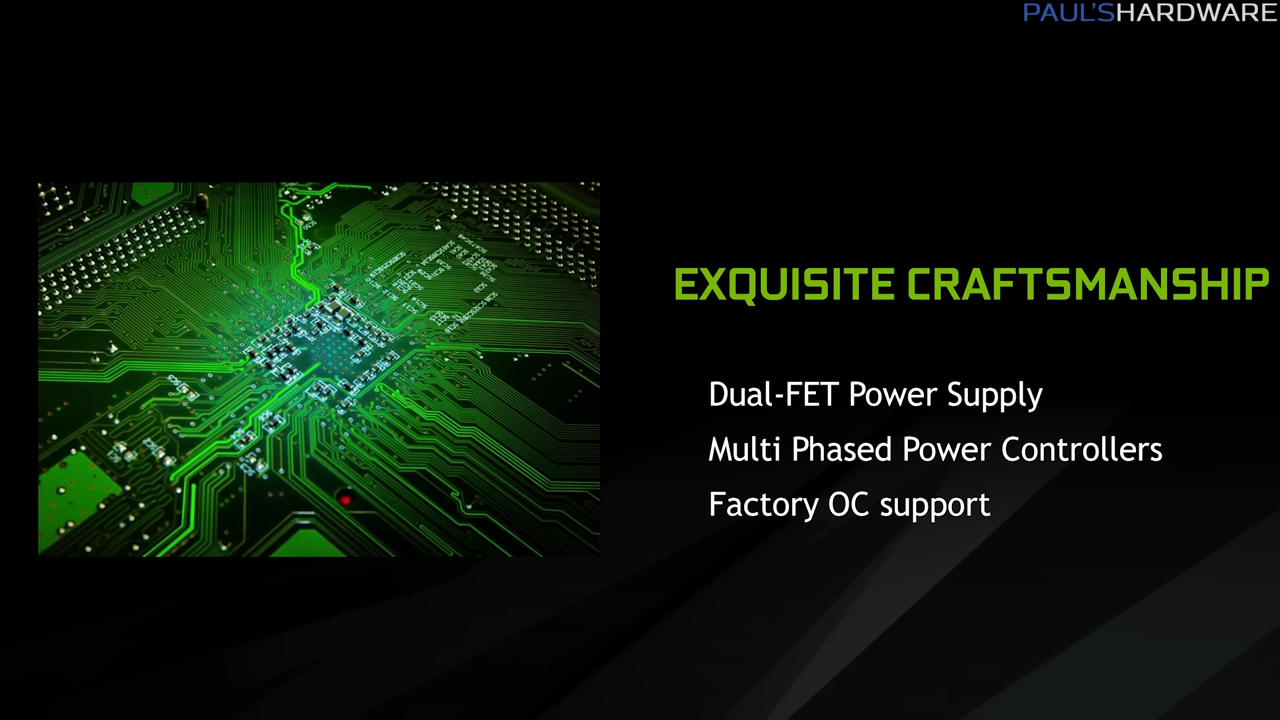 PAUL'SHARDWARE
EXQUISITE CRAFTSMANSHIP
Dual-FET Power Supply
Multi Phased Power Controllers
Factory OC support